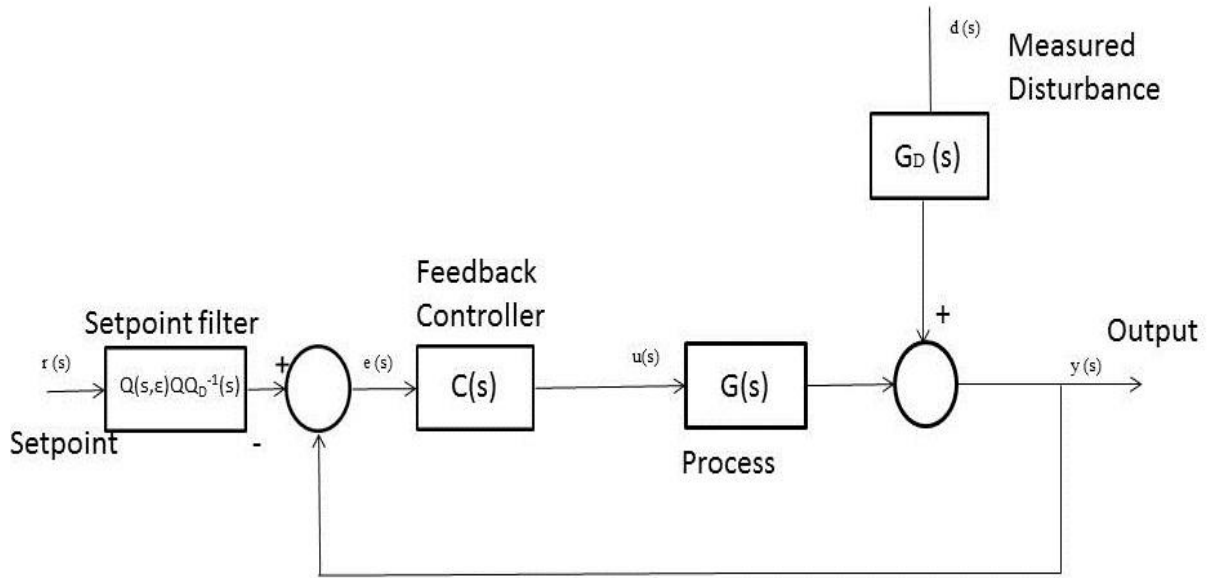 d (s)
Measured
Disturbance
G_D (s)
Feedback
Controller
Setpoint filter
+
Output
r (s)
+
e (s)
u(s)
y (s)
Q(s,ε)QQ_D⁻¹(s)
C(s)
G(s)
Setpoint
-
Process